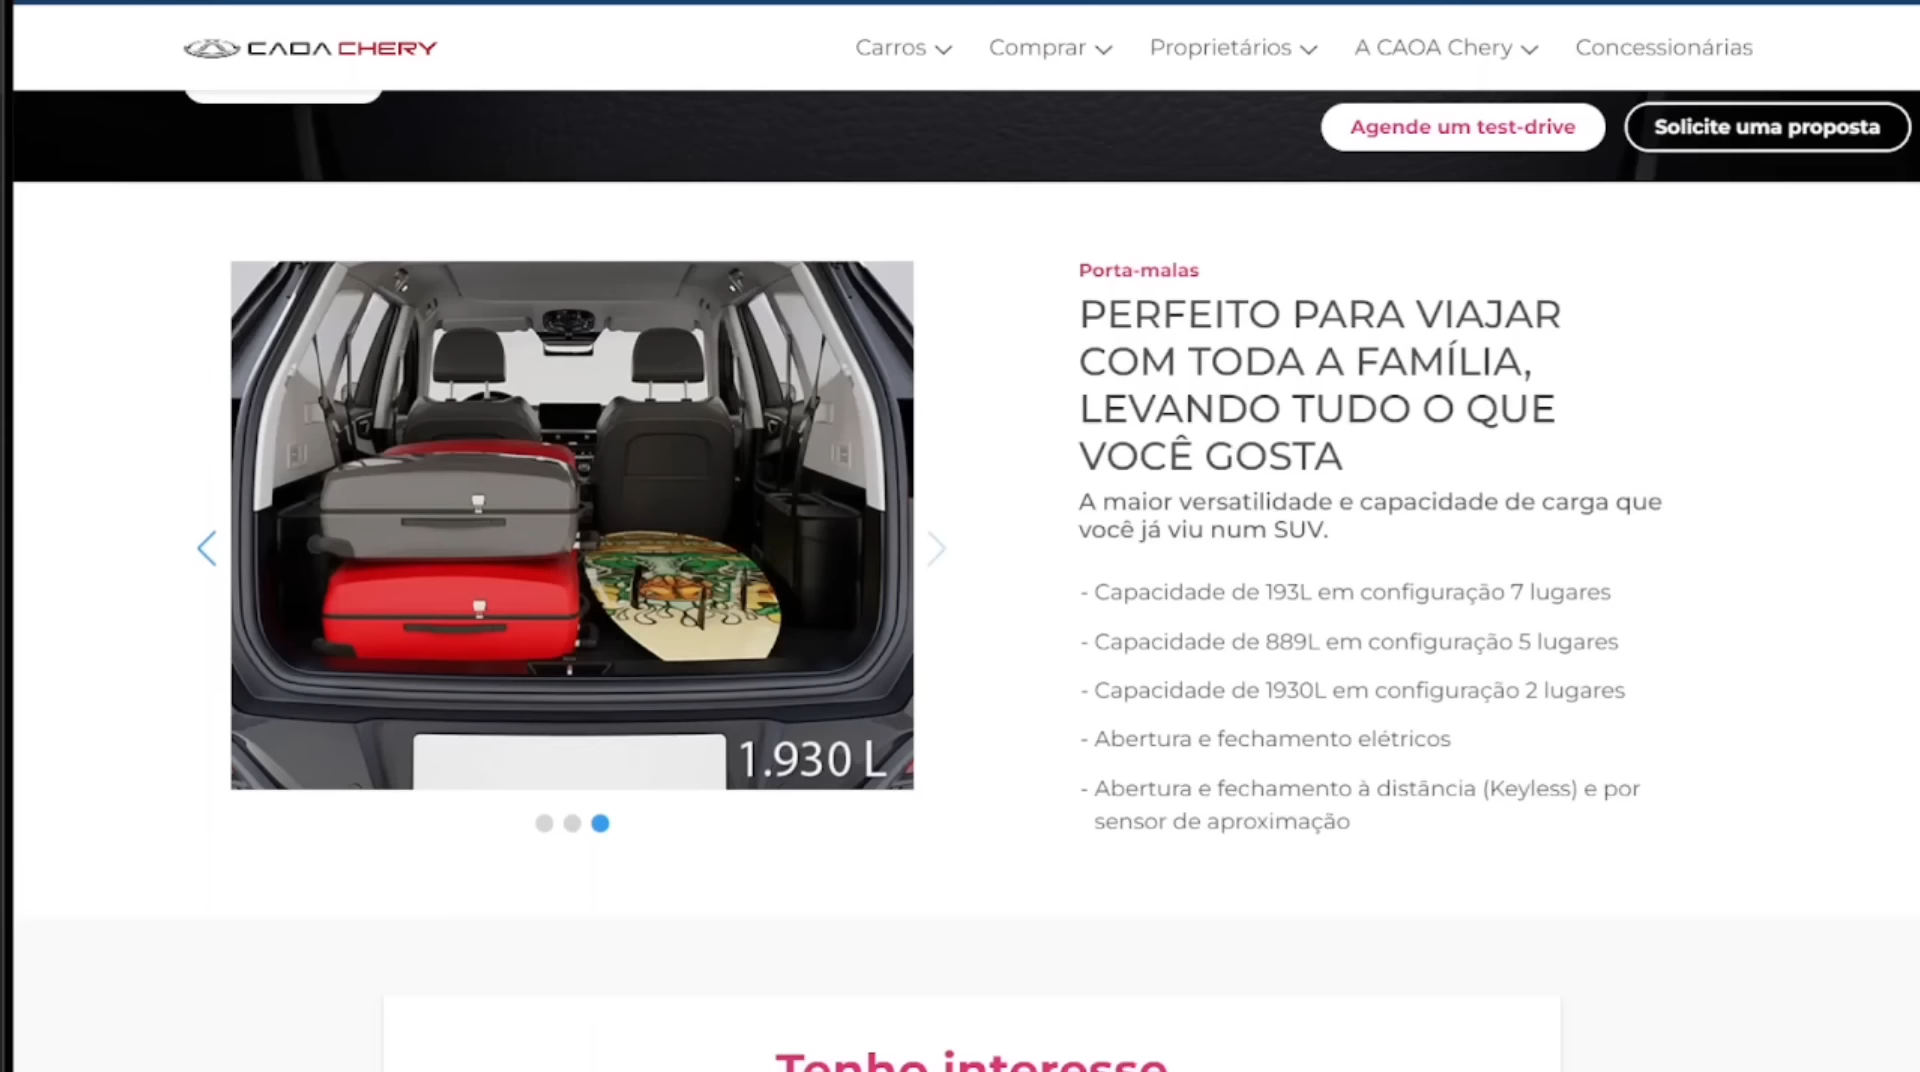 CAOA CHERY
Carros
Comprar
Proprietários
A CAOA Chery
Concessionárias
Agende um test-drive
Solicite uma proposta
Porta-malas
PERFEITO PARA VIAJAR
COM TODA A FAMÍLIA,
LEVANDO TUDO O QUE
VOCÊ GOSTA
A maior versatilidade e capacidade de carga que
você já viu num SUV.
- Capacidade de 193L em configuração 7 lugares
- Capacidade de 889L em configuração 5 lugares
- Capacidade de 1930L em configuração 2 lugares
- Abertura e fechamento elétricos
- Abertura e fechamento à distância (Keyless) e por
sensor de aproximação
1.930 L
Tenho interesse